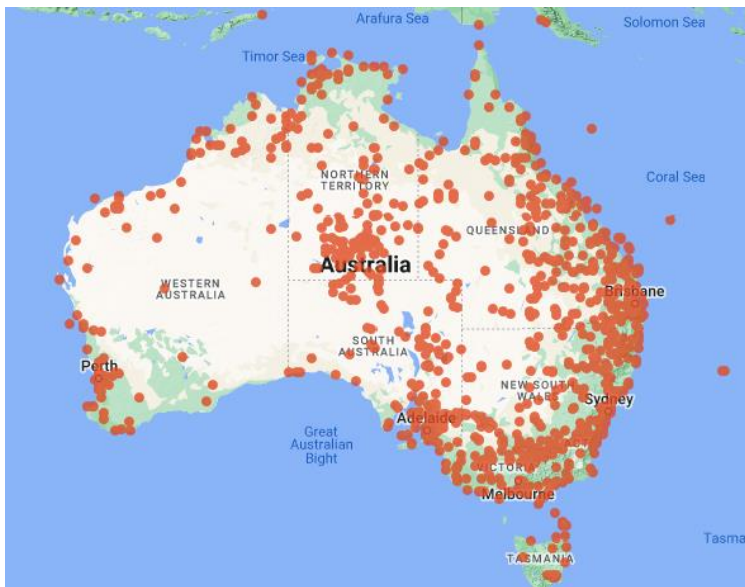 Arafura Sea
Solomon Sea
Timor Sea
NORTHERN
TERRITORY
Coral Sea
QUEENSLAND
Australia
WESTERN
AUSTRALIA
Brisbane
SOUTH
AUSTRALIA
Perth
NEW SOUTH
WALES
Sydney
Adelaide
Great
Australian
Bight
ACT
VICTORIA
Melbourne
Tasma
TASMANIA